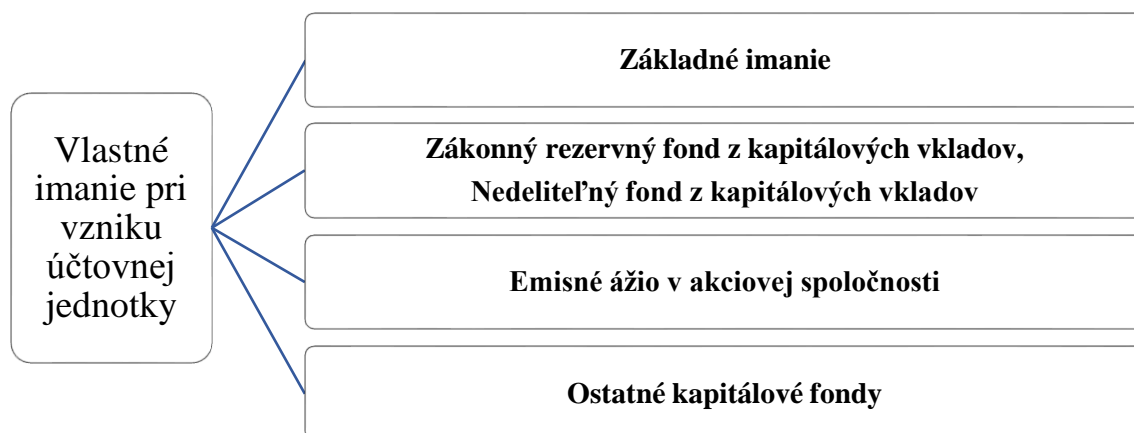 Vlastné
imanie pri
vzniku
účtovnej
jednotky
Základné imanie
Zákonný rezervný fond z kapitálových vkladov,
Nedeliteľný fond z kapitálových vkladov
Emisné ážio v akciovej spoločnosti
Ostatné kapitálové fondy